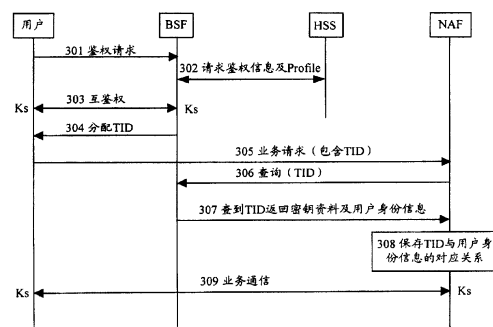 用户 BSF HSS NAF
301 鉴权请求
302 请求鉴权信息及Profile
Ks 303 互鉴权 Ks
304 分配TID
305 业务请求（包含TID）
306 查询（TID）
307 查到TID返回密钥资料及用户身份信息
308 保存TID与用户身
份信息的对应关系
309 业务通信
Ks Ks